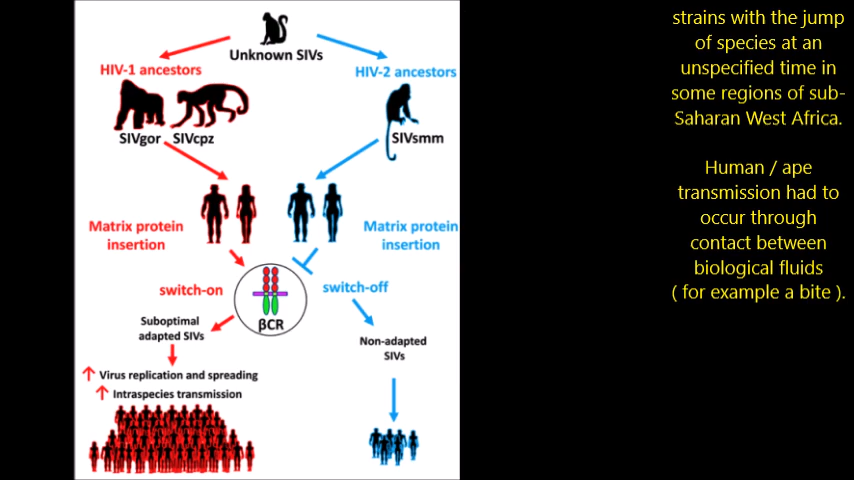 Unknown SIVs
HIV-1 ancestors
HIV-2 ancestors
SIVgor SIVcpz
SIVsmm
Matrix protein
insertion
Matrix protein
insertion
switch-on
switch-off
βCR
Suboptimal
adapted SIVs
Non-adapted
SIVs
↑ Virus replication and spreading
↑ Intraspecies transmission
strains with the jump
of species at an
unspecified time in
some regions of sub-
Saharan West Africa.
Human / ape
transmission had to
occur through
contact between
biological fluids
( for example a bite ).